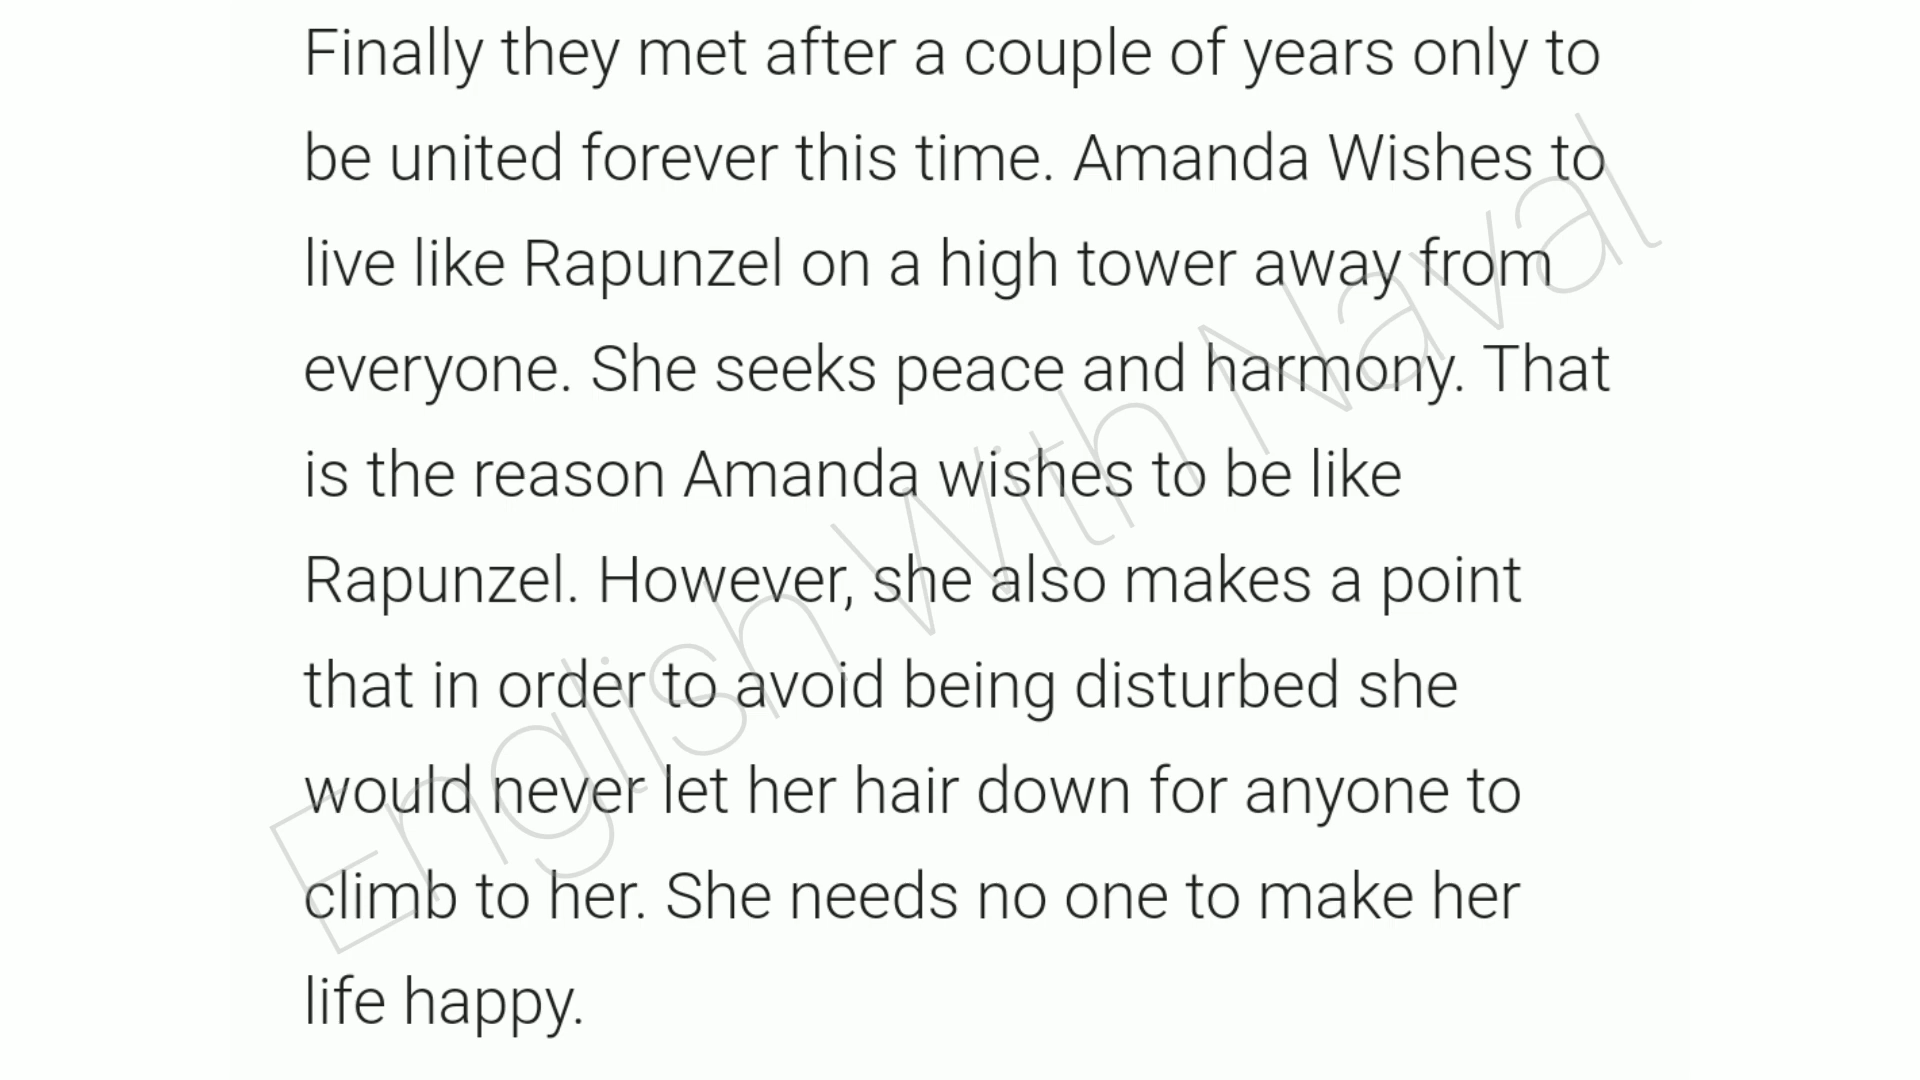 Finally they met after a couple of years only to
be united forever this time. Amanda Wishes to
live like Rapunzel on a high tower away from
everyone. She seeks peace and harmony. That
is the reason Amanda wishes to be like
Rapunzel. However, she also makes a point
that in order to avoid being disturbed she
would never let her hair down for anyone to
climb to her. She needs no one to make her
life happy.
English With Naval